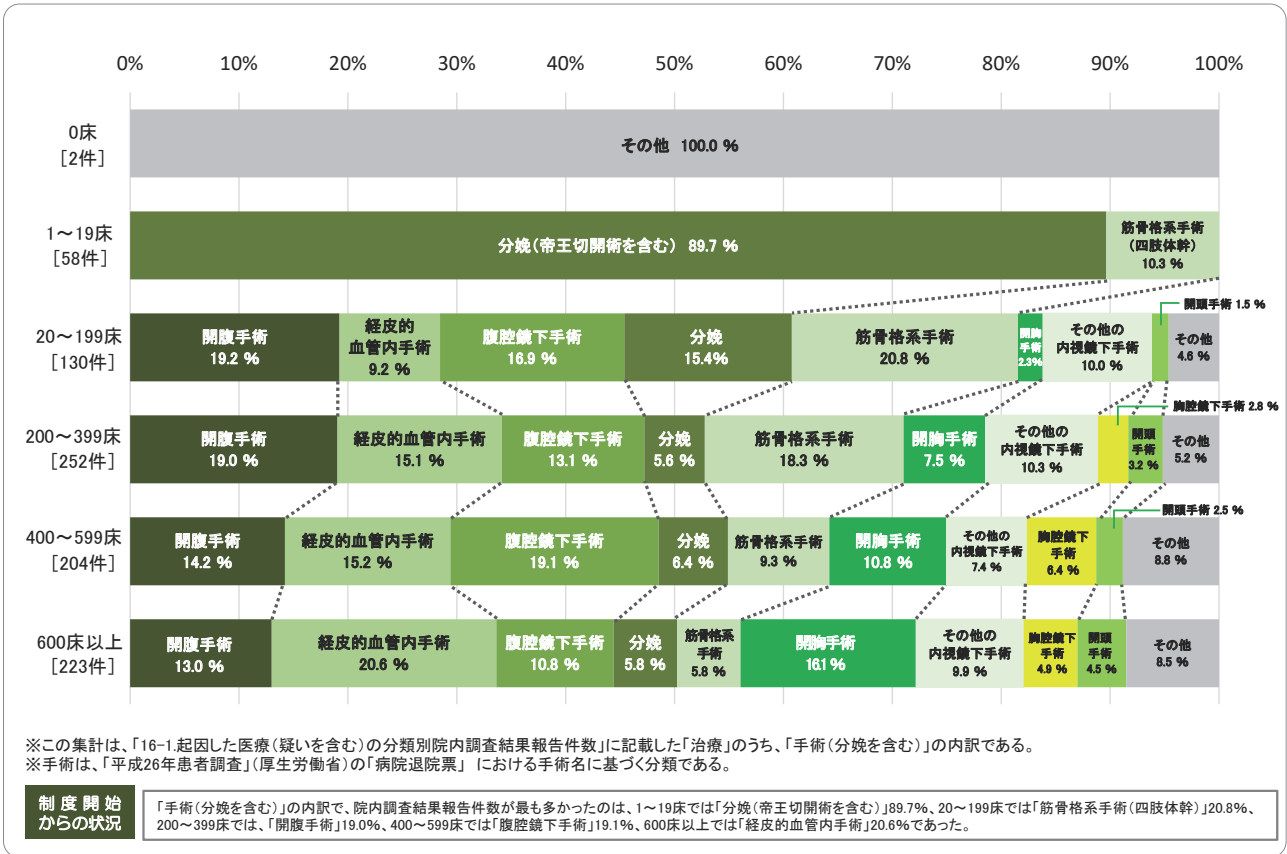 0% 10% 20% 30% 40% 50% 60% 70% 80% 90% 100%
0床
[2件]
その他 100.0 %
1～19床
[58件]
分娩(帝王切開術を含む) 89.7 %
筋骨格系手術
(四肢体幹)
10.3 %
20～199床
[130件]
開腹手術
19.2 %
経皮的
血管内手術
9.2 %
腹腔鏡下手術
16.9 %
分娩
15.4%
筋骨格系手術
20.8 %
開胸
手術
2.3%
その他の
内視鏡下手術
10.0 %
開頭手術 1.5 %
その他
4.6 %
200～399床
[252件]
開腹手術
19.0 %
経皮的血管内手術
15.1 %
腹腔鏡下手術
13.1 %
分娩
5.6 %
筋骨格系手術
18.3 %
開胸手術
7.5 %
その他の
内視鏡下手術
10.3 %
胸腔鏡下手術 2.8 %
開頭
手術
3.2 %
その他
5.2 %
400～599床
[204件]
開腹手術
14.2 %
経皮的血管内手術
15.2 %
腹腔鏡下手術
19.1 %
分娩
6.4 %
筋骨格系手術
9.3 %
開胸手術
10.8 %
その他の
内視鏡下手術
7.4 %
胸腔鏡下
手術
6.4 %
開頭手術 2.5 %
その他
8.8 %
600床以上
[223件]
開腹手術
13.0 %
経皮的血管内手術
20.6 %
腹腔鏡下手術
10.8 %
分娩
5.8 %
筋骨格系
手術
5.8 %
開胸手術
16.1 %
その他の
内視鏡下手術
9.9 %
胸腔鏡下
手術
4.9 %
開頭
手術
4.5 %
その他
8.5 %
※この集計は、「16-1.起因した医療(疑いを含む)の分類別院内調査結果報告件数」に記載した「治療」のうち、「手術(分娩を含む)」の内訳である。
※手術は、「平成26年患者調査」(厚生労働省)の「病院退院票」 における手術名に基づく分類である。
制度開始
からの状況
「手術(分娩を含む)」の内訳で、院内調査結果報告件数が最も多かったのは、1～19床では「分娩(帝王切開術を含む)」89.7%、20～199床では「筋骨格系手術(四肢体幹)」20.8%、
200～399床では、「開腹手術」19.0%、400～599床では「腹腔鏡下手術」19.1%、600床以上では「経皮的血管内手術」20.6%であった。